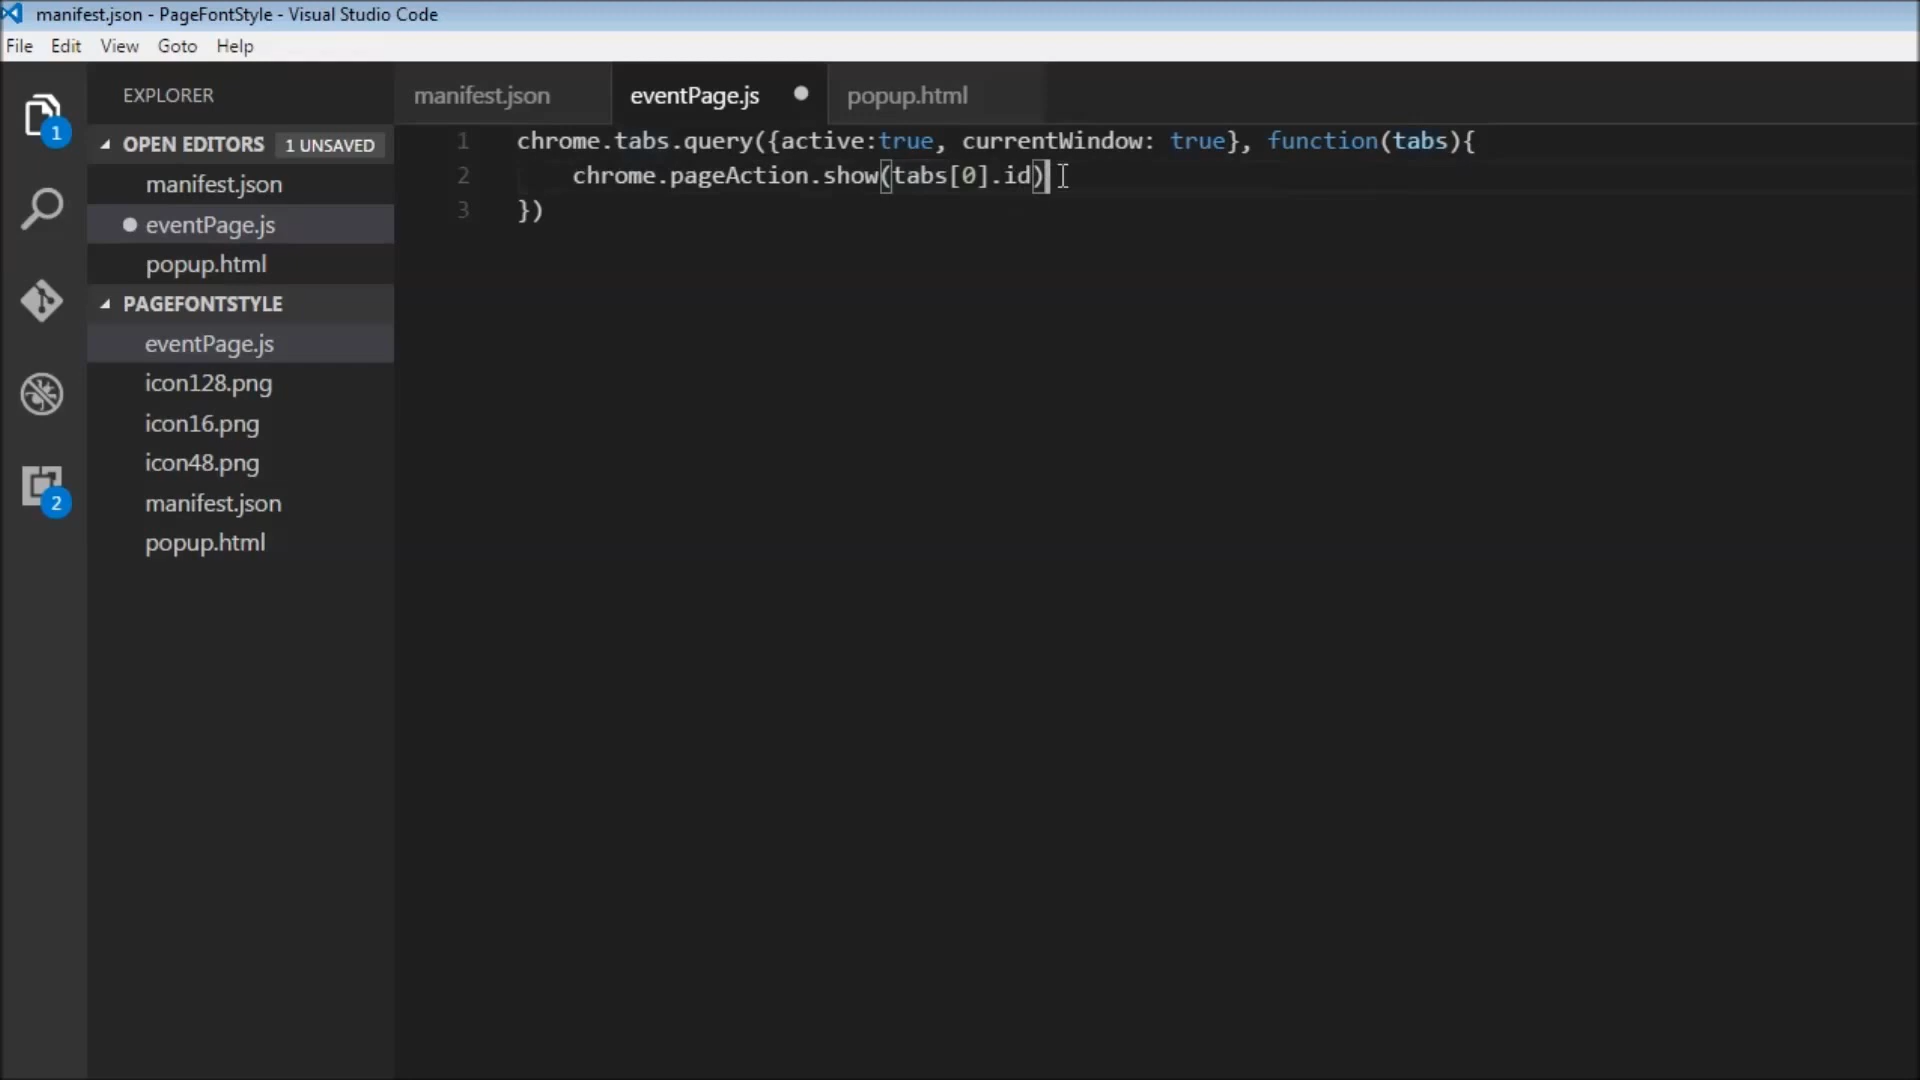 manifest.json - PageFontStyle - Visual Studio Code
File Edit View Goto Help
EXPLORER
OPEN EDITORS 1 UNSAVED
manifest.json
eventPage.js
popup.html
PAGEFONTSTYLE
eventPage.js
icon128.png
icon16.png
icon48.png
manifest.json
popup.html
1
2
manifest.json eventPage.js popup.html
1 chrome.tabs.query({active:true, currentWindow: true}, function(tabs){
2 chrome.pageAction.show(tabs[0].id)
3 })